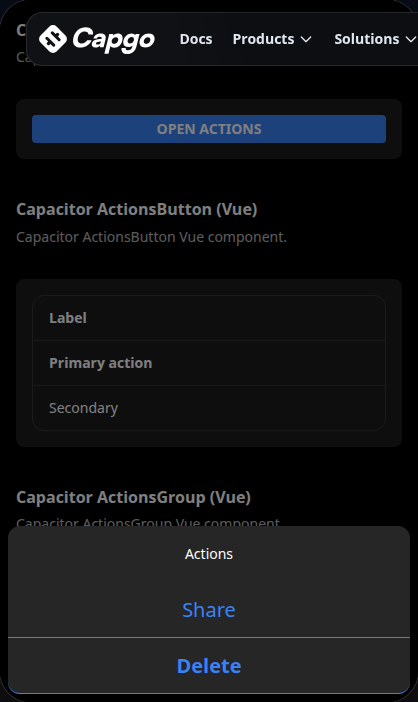 Capgo
Docs
Products
Solutions
OPEN ACTIONS
Capacitor ActionsButton (Vue)
Capacitor ActionsButton Vue component.
Label
Primary action
Secondary
Capacitor ActionsGroup (Vue)
Capacitor ActionsGroup Vue component.
Actions
Share
Delete